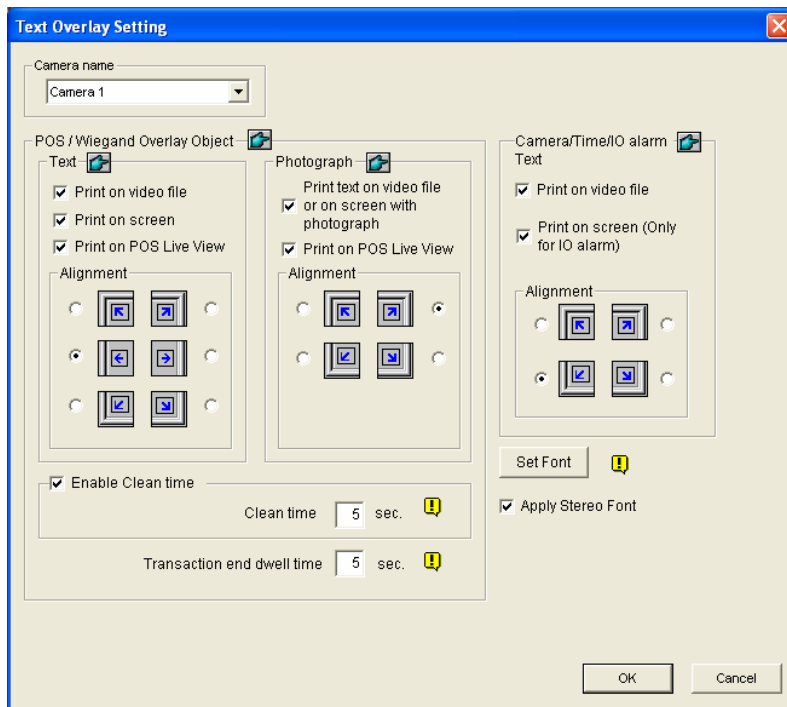 Text Overlay Setting
Camera name
Camera 1
POS / Wiegand Overlay Object
Text
Print on video file
Print on screen
Print on POS Live View
Alignment
Photograph
Print text on video file
or on screen with
photograph
Print on POS Live View
Alignment
Camera/Time/IO alarm
Text
Print on video file
Print on screen (Only
for IO alarm)
Alignment
Set Font
Apply Stereo Font
Enable Clean time
Clean time 5 sec.
Transaction end dwell time 5 sec.
OK
Cancel